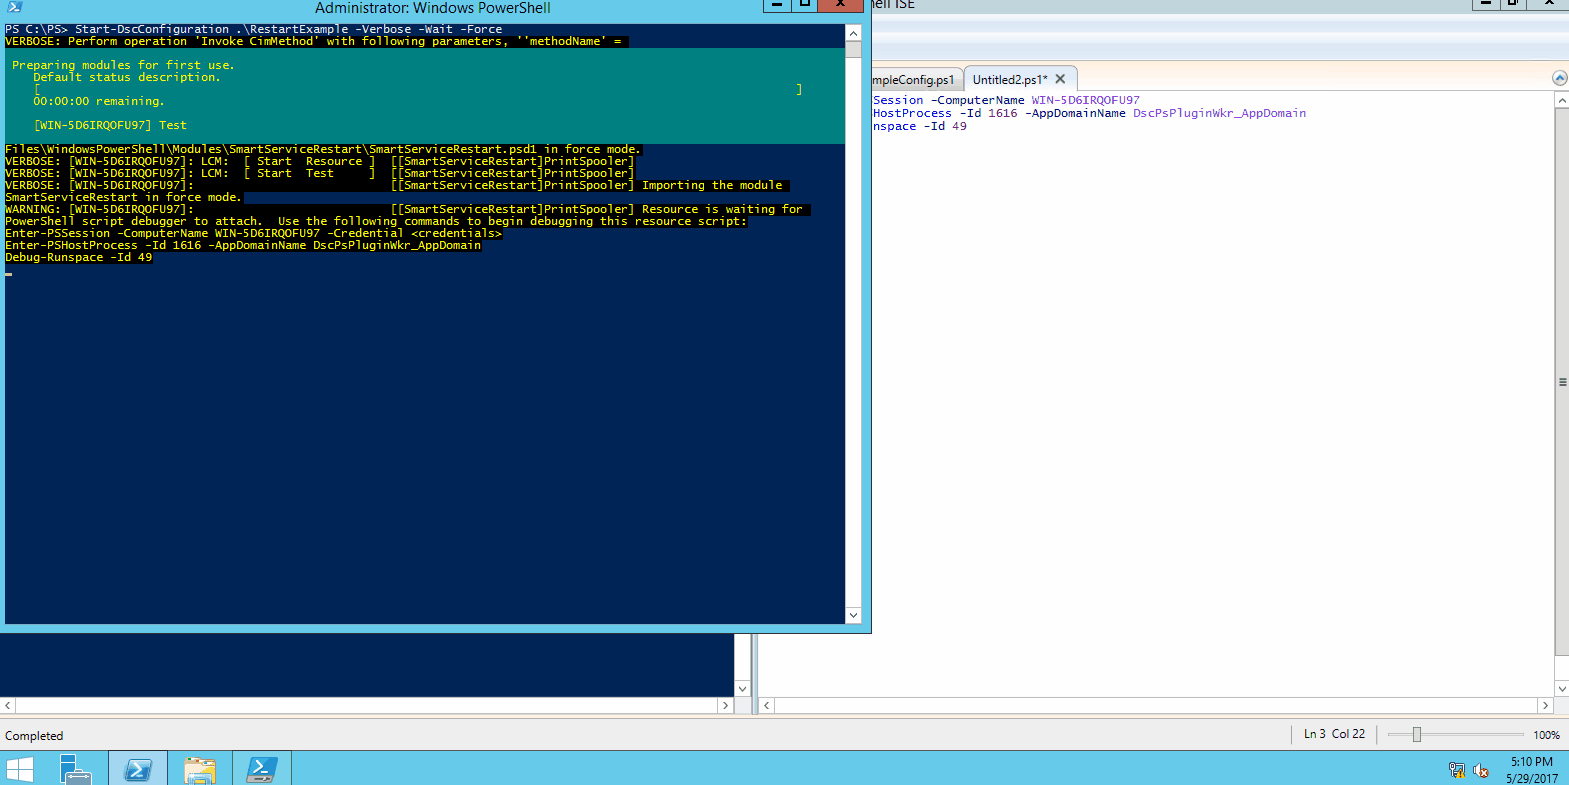 Administrator: Windows PowerShell
PS C:\PS> Start-DscConfiguration .\RestartExample -Verbose -Wait -Force
VERBOSE: Perform operation 'Invoke CimMethod' with following parameters, ''methodName' =
Preparing modules for first use.
Default status description.
[ ]
00:00:00 remaining.
[WIN-5D6IRQOFU97] Test
Files\WindowsPowerShell\Modules\SmartServiceRestart\SmartServiceRestart.psd1 in force mode.
VERBOSE: [WIN-5D6IRQOFU97]: LCM:  [ Start  Resource ]  [[SmartServiceRestart]PrintSpooler]
VERBOSE: [WIN-5D6IRQOFU97]: LCM:  [ Start  Test     ]  [[SmartServiceRestart]PrintSpooler]
VERBOSE: [WIN-5D6IRQOFU97]:                            [[SmartServiceRestart]PrintSpooler] Importing the module
SmartServiceRestart in force mode.
WARNING: [WIN-5D6IRQOFU97]:                            [[SmartServiceRestart]PrintSpooler] Resource is waiting for
PowerShell script debugger to attach.  Use the following commands to begin debugging this resource script:
Enter-PSSession -ComputerName WIN-5D6IRQOFU97 -Credential <credentials>
Enter-PSHostProcess -Id 1616 -AppDomainName DscPsPluginWkr_AppDomain
Debug-Runspace -Id 49
ell ISE
mpleConfig.ps1
Untitled2.ps1*
Session -ComputerName WIN-5D6IRQOFU97
HostProcess -Id 1616 -AppDomainName DscPsPluginWkr_AppDomain
nspace -Id 49
Completed
Ln 3 Col 22
100%
5:10 PM
5/29/2017